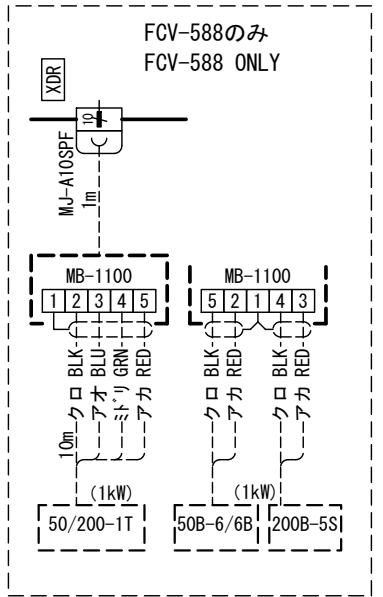 FCV-588のみ
FCV-588 ONLY
XDR
10
MJ-A10SPF
1m
MB-1100
1 2 3 4 5
クロ BLK
アオ BLU
ミドリ GRN
アカ RED
10m
(1kW)
50/200-1T
MB-1100
5 2 1 4 3
クロ BLK
アカ RED
クロ BLK
アカ RED
(1kW)
50B-6/6B
200B-5S